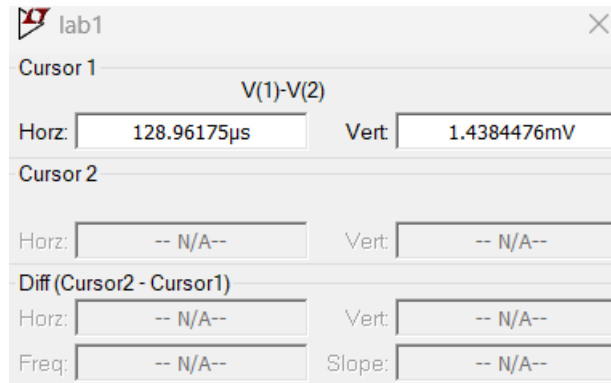 lab1
Cursor 1
V(1)-V(2)
Horz: 128.96175µs Vert: 1.4384476mV
Cursor 2
Horz: -- N/A-- Vert: -- N/A--
Diff (Cursor2 - Cursor1)
Horz: -- N/A-- Vert: -- N/A--
Freq: -- N/A-- Slope: -- N/A--